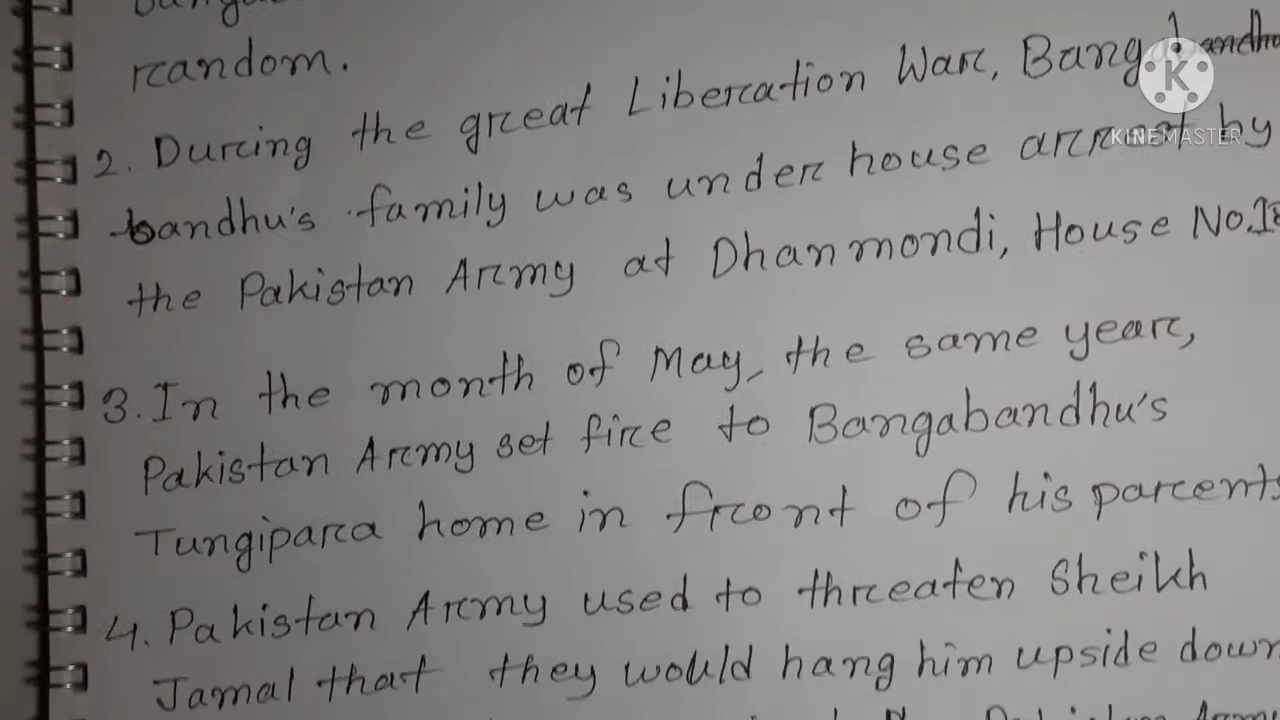 random.
2. During the great Liberation War, Bangabandhu
bandhu's family was under house arrest by
the Pakistan Army at Dhanmondi, House No.18
3. In the month of May, the same year,
Pakistan Army set fire to Bangabandhu's
Tungipara home in front of his parents
4. Pakistan Army used to threaten Sheikh
Jamal that they would hang him upside down
KINEMASTER